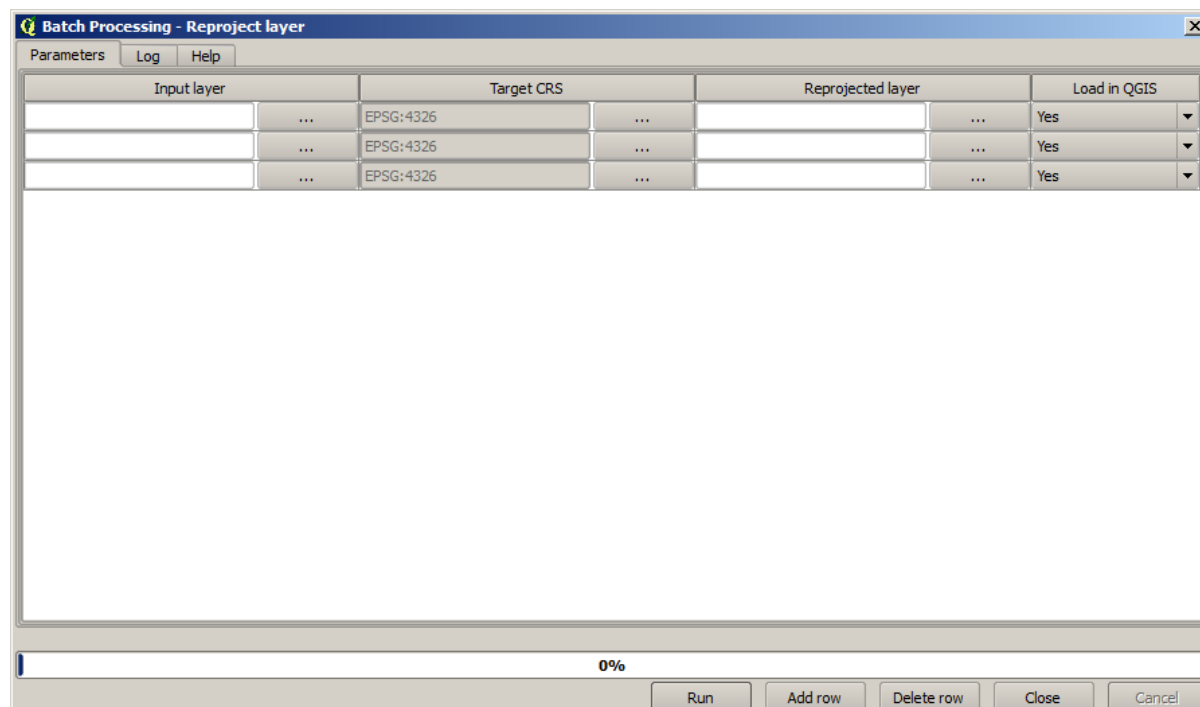 Batch Processing - Reproject layer
Parameters Log Help
Input layer Target CRS Reprojected layer Load in QGIS
... EPSG:4326 ... ... Yes
... EPSG:4326 ... ... Yes
... EPSG:4326 ... ... Yes
0%
Run Add row Delete row Close Cancel